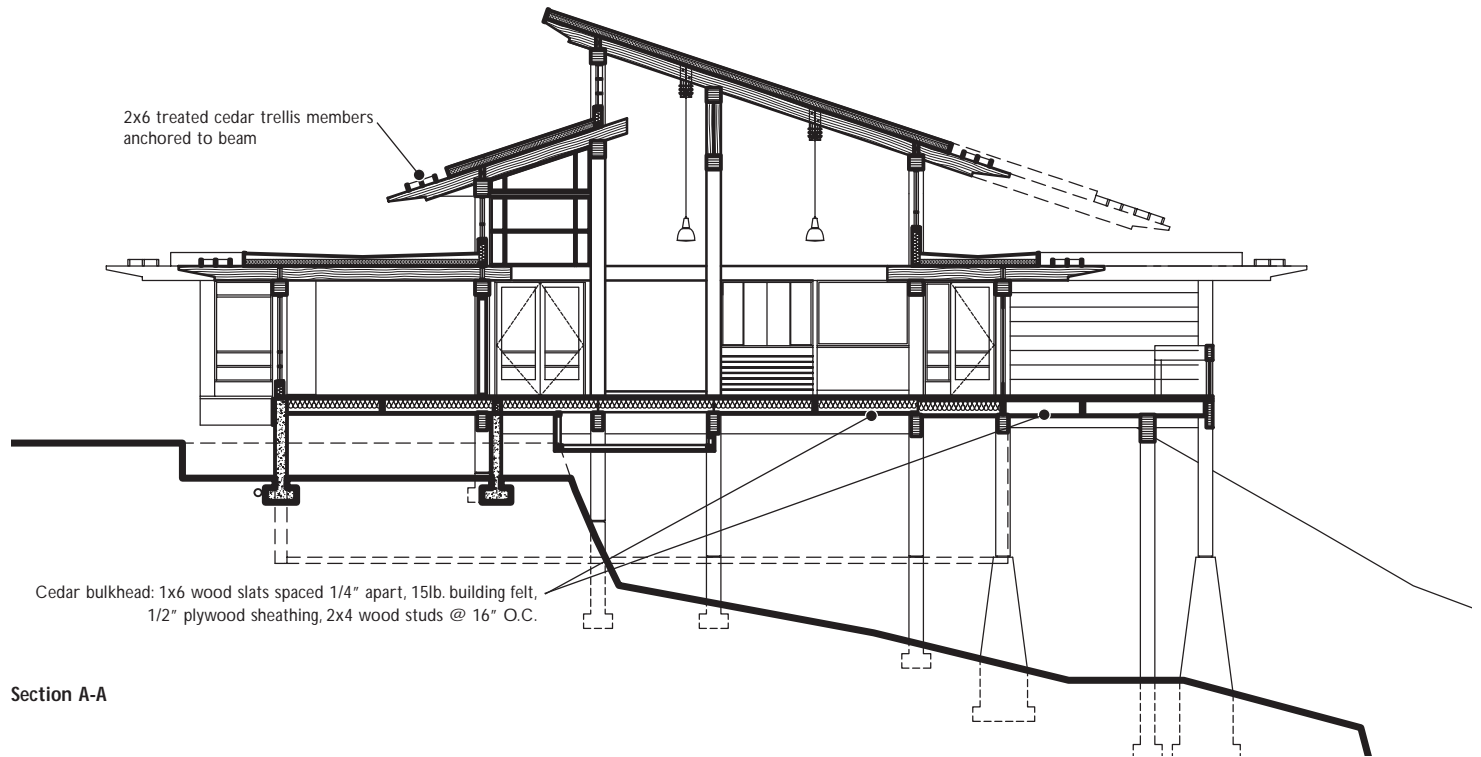 2x6 treated cedar trellis members
anchored to beam
Cedar bulkhead: 1x6 wood slats spaced 1/4" apart, 15lb. building felt,
1/2" plywood sheathing, 2x4 wood studs @ 16" O.C.
Section A-A